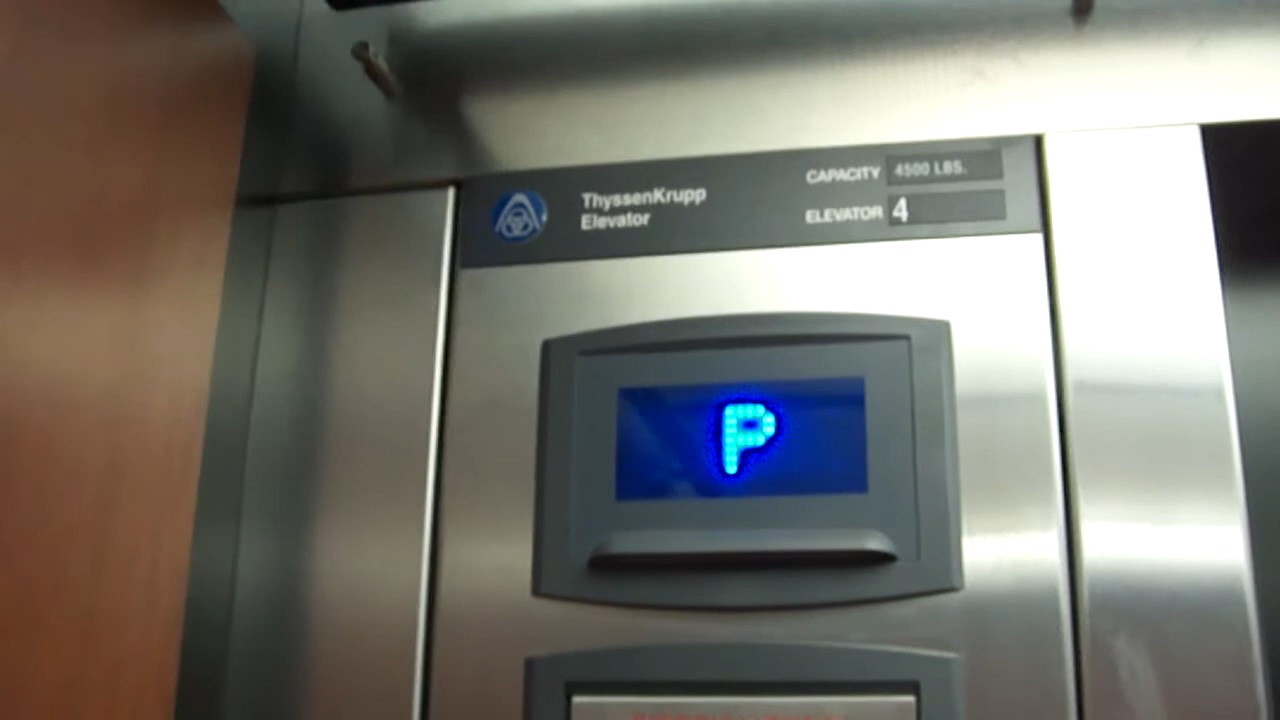 ThyssenKrupp
Elevator
CAPACITY 4500 LBS.
ELEVATOR 4
P